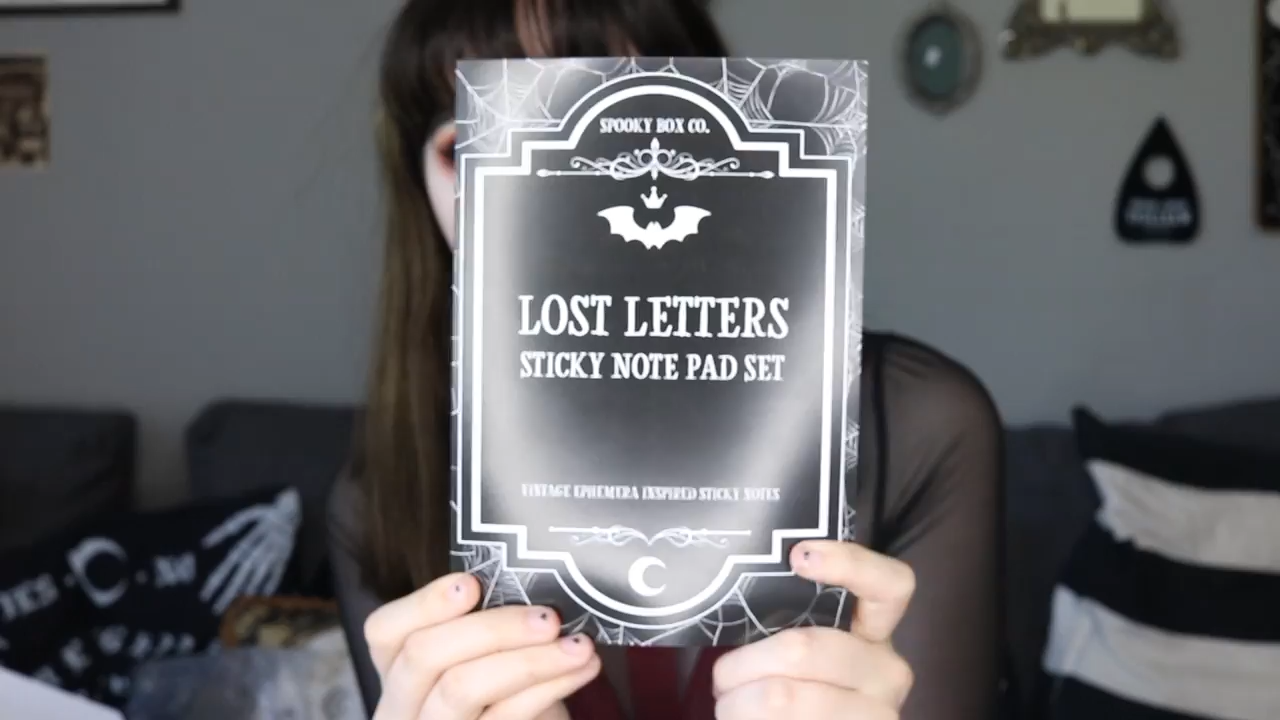 SPOOKY BOX CO.
LOST LETTERS
STICKY NOTE PAD SET
VINTAGE EPHEMERA INSPIRED STICKY NOTES